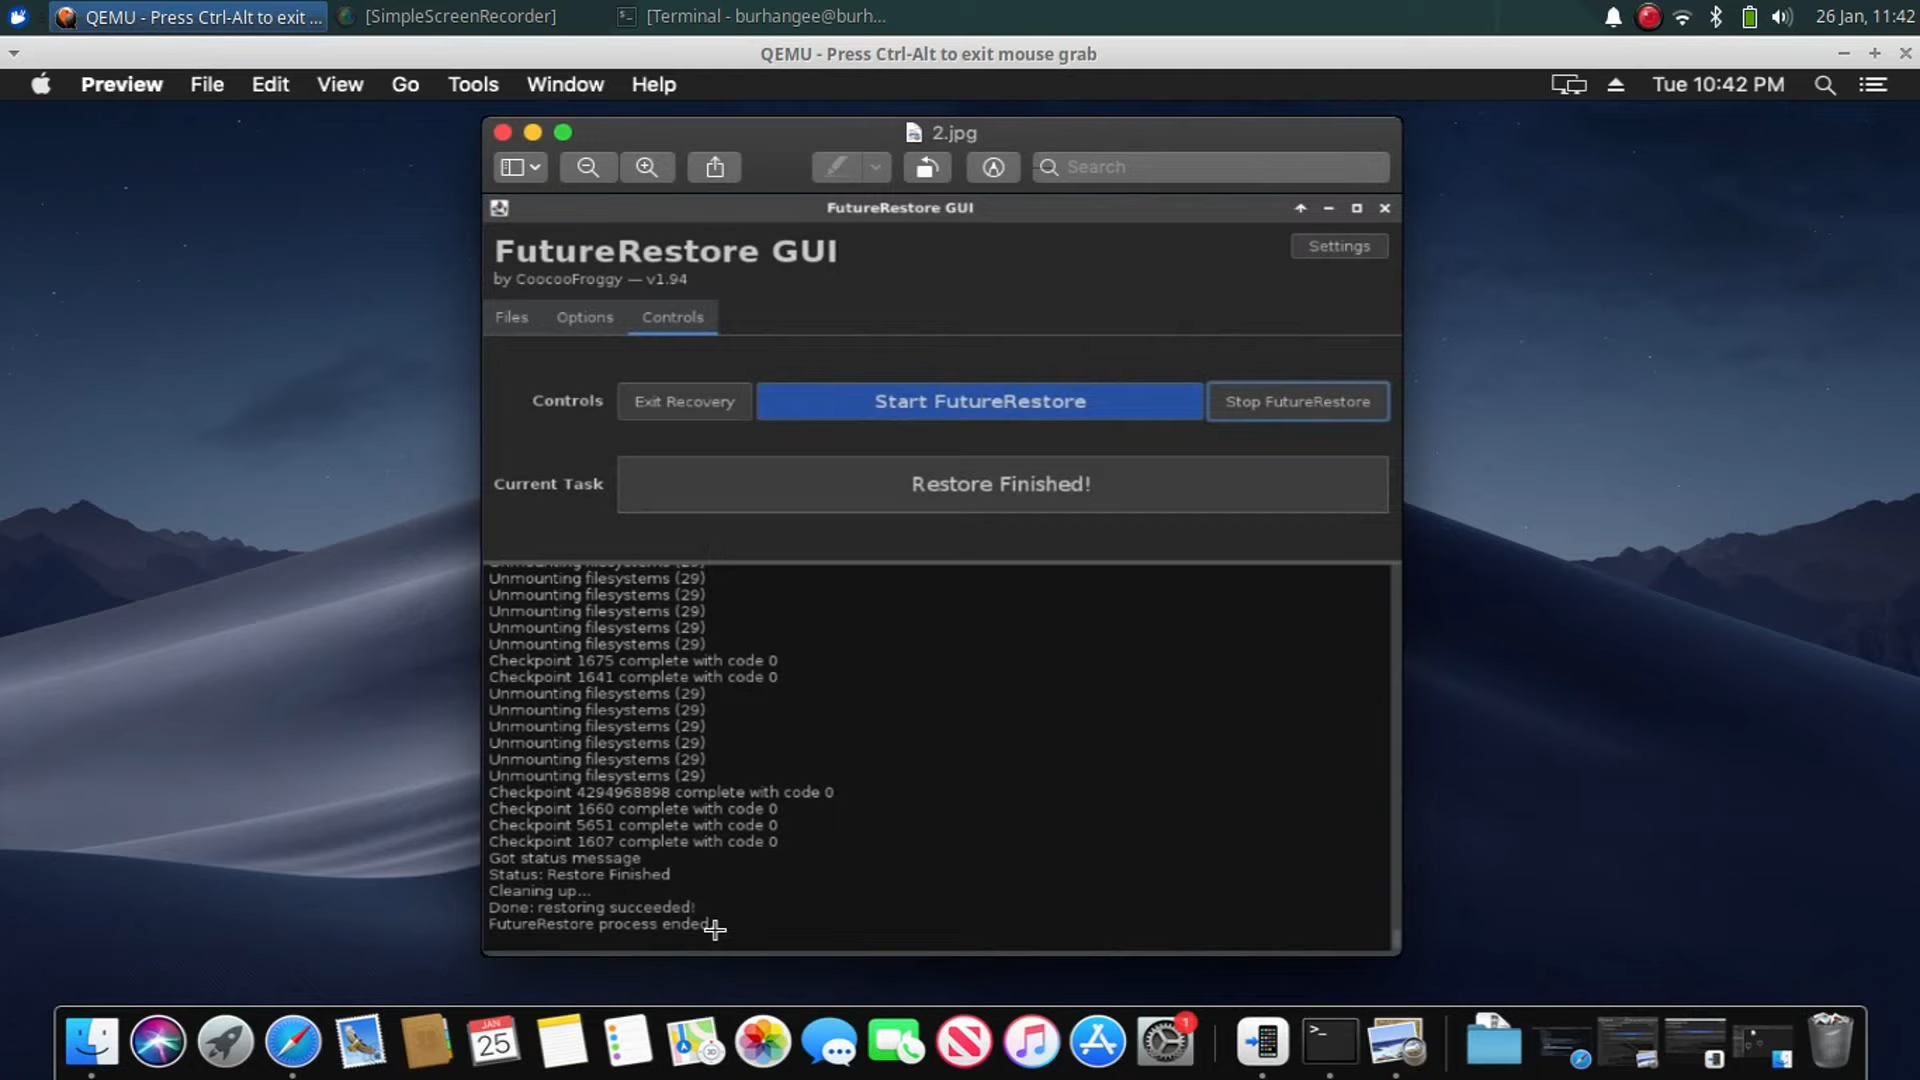 QEMU - Press Ctrl-Alt to exit ...
[SimpleScreenRecorder]
[Terminal - burhangee@burh...
26 Jan, 11:42
QEMU - Press Ctrl-Alt to exit mouse grab
Preview File Edit View Go Tools Window Help
Tue 10:42 PM
2.jpg
Search
FutureRestore GUI
FutureRestore GUI
Settings
by CoocooFroggy — v1.94
Files Options Controls
Controls Exit Recovery Start FutureRestore Stop FutureRestore
Current Task Restore Finished!
Unmounting filesystems (29)
Unmounting filesystems (29)
Unmounting filesystems (29)
Unmounting filesystems (29)
Unmounting filesystems (29)
Unmounting filesystems (29)
Checkpoint 1675 complete with code 0
Checkpoint 1641 complete with code 0
Unmounting filesystems (29)
Unmounting filesystems (29)
Unmounting filesystems (29)
Unmounting filesystems (29)
Unmounting filesystems (29)
Unmounting filesystems (29)
Checkpoint 4294968898 complete with code 0
Checkpoint 1660 complete with code 0
Checkpoint 5651 complete with code 0
Checkpoint 1607 complete with code 0
Got status message
Status: Restore Finished
Cleaning up...
Done: restoring succeeded!
FutureRestore process ended
JAN
25
3D
1
>_